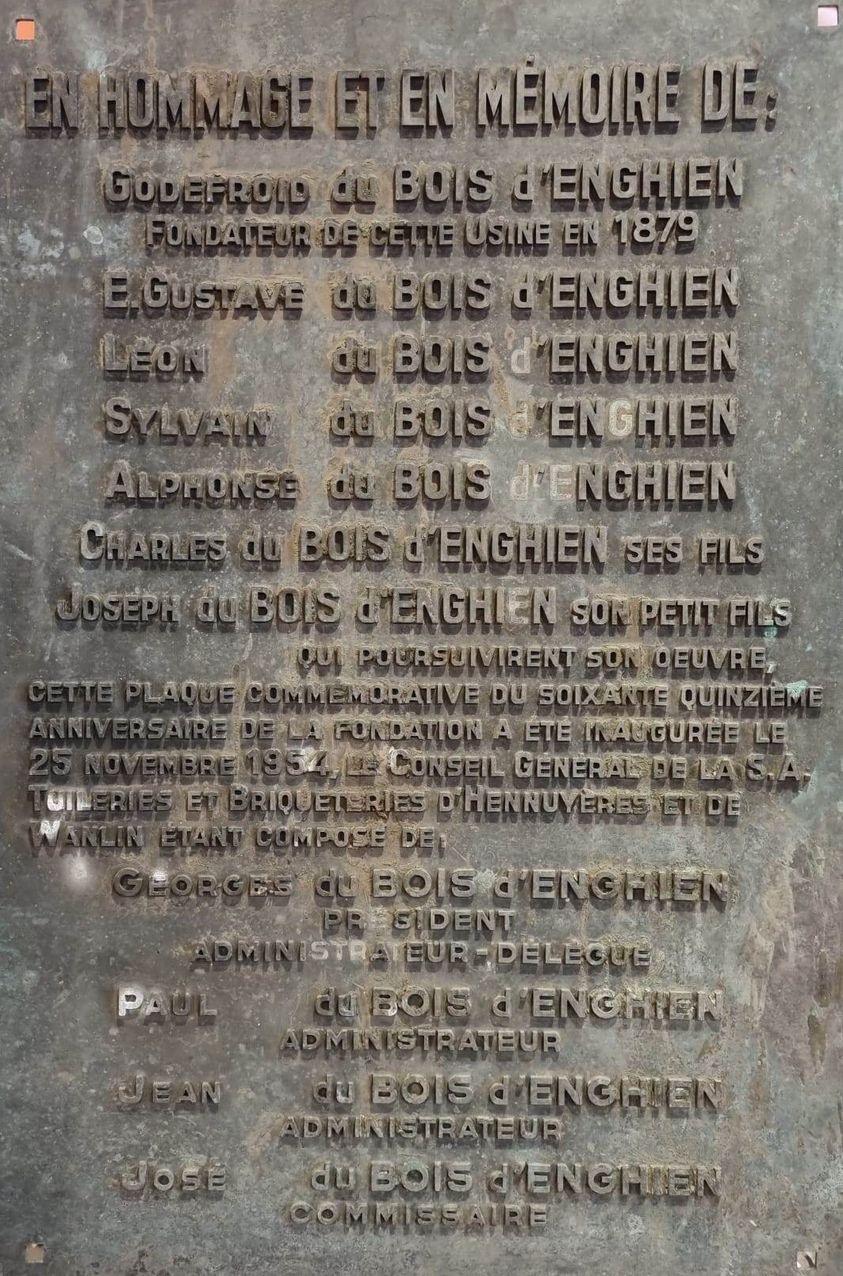 EN HOMMAGE ET EN MÉMOIRE DE:
GODEFROID du BOIS d'ENGHIEN
FONDATEUR DE CETTE USINE EN 1879
E.GUSTAVE du BOIS d'ENGHIEN
LÉON du BOIS d'ENGHIEN
SYLVAIN du BOIS d'ENGHIEN
ALPHONSE du BOIS d'ENGHIEN
CHARLES du BOIS d'ENGHIEN SES FILS
JOSEPH du BOIS d'ENGHIEN SON PETIT FILS
QUI POURSUIVIRENT SON OEUVRE,
CETTE PLAQUE COMMÉMORATIVE DU SOIXANTE QUINZIÈME
ANNIVERSAIRE DE LA FONDATION A ÉTÉ INAUGURÉE LE
25 NOVEMBRE 1954, LE CONSEIL GÉNÉRAL DE LA S.A.
TUILERIES ET BRIQUETERIES D'HENNUYÈRES ET DE
WANLIN ÉTANT COMPOSÉ DE:
GEORGES du BOIS d'ENGHIEN
PRÉSIDENT
ADMINISTRATEUR-DÉLÉGUÉ
PAUL du BOIS d'ENGHIEN
ADMINISTRATEUR
JEAN du BOIS d'ENGHIEN
ADMINISTRATEUR
JOSÉ du BOIS d'ENGHIEN
COMMISSAIRE